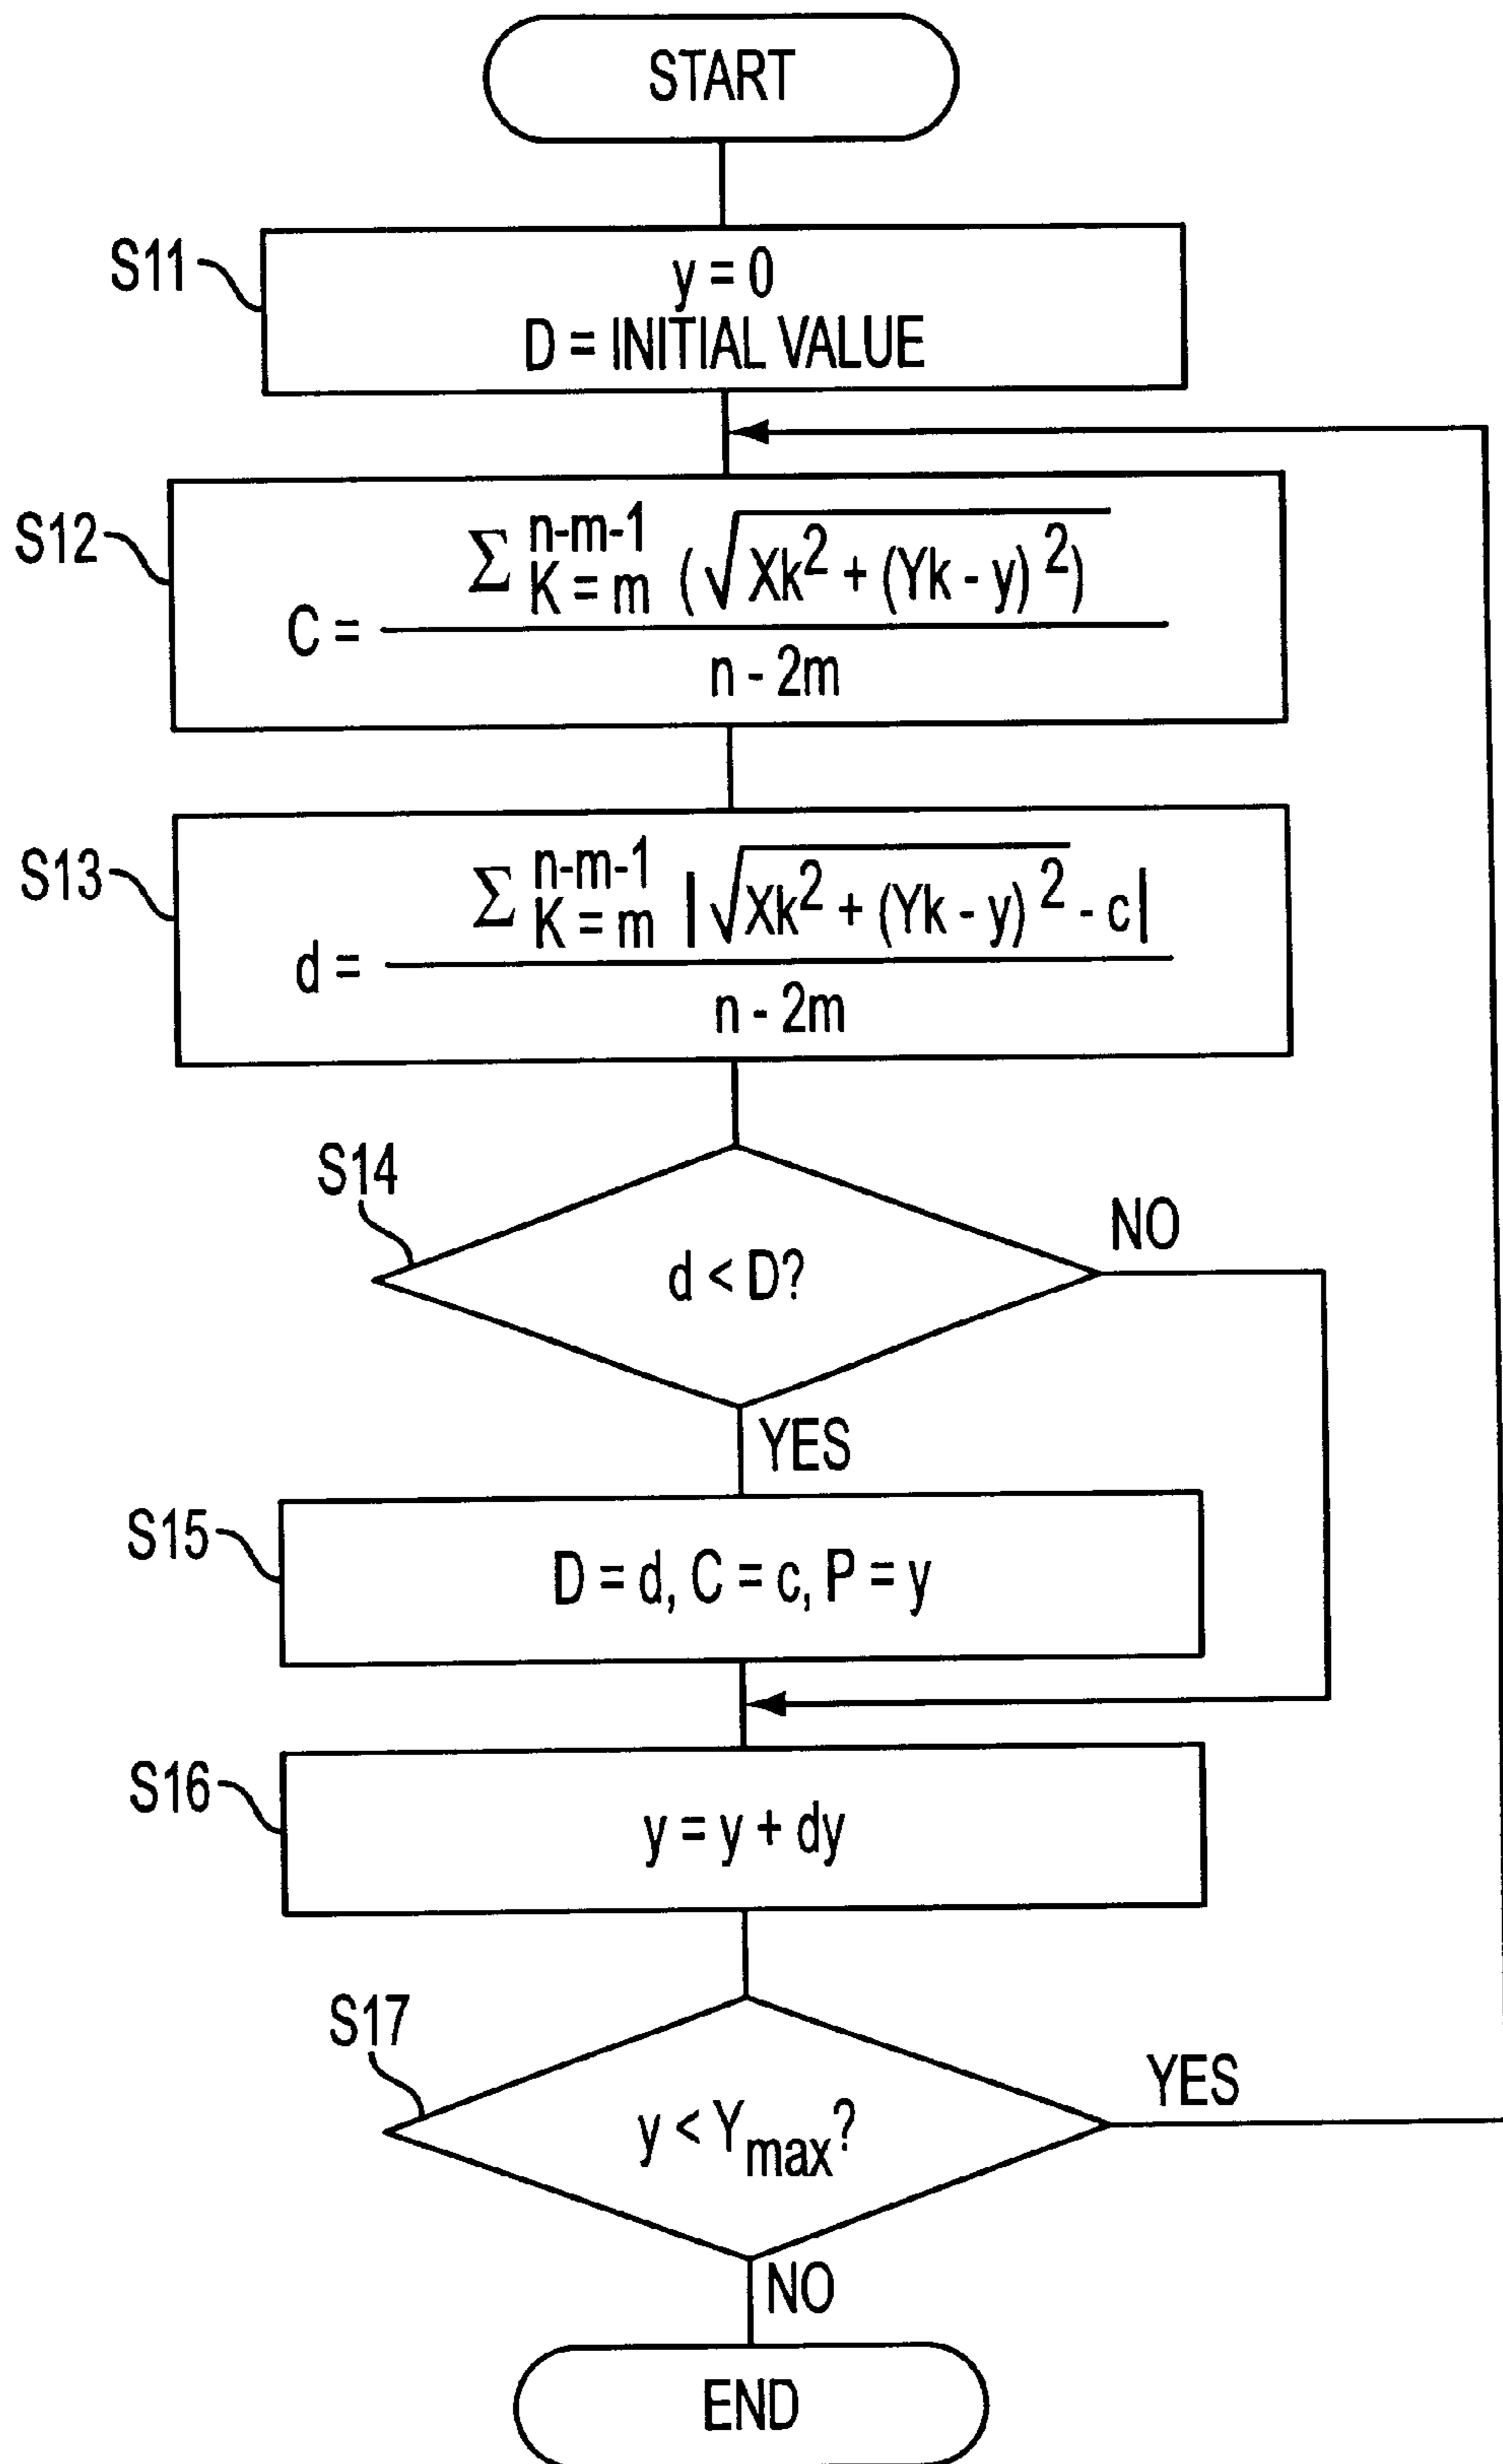 START
S11
y = 0
D = INITIAL VALUE
S12
C = Σ n-m-1 K = m (√Xk² + (Yk - y)²) / n - 2m
S13
d = Σ n-m-1 K = m |√Xk² + (Yk - y)² - c| / n - 2m
S14
d < D?
NO
YES
S15
D = d, C = c, P = y
S16
y = y + dy
S17
y < Ymax?
YES
NO
END